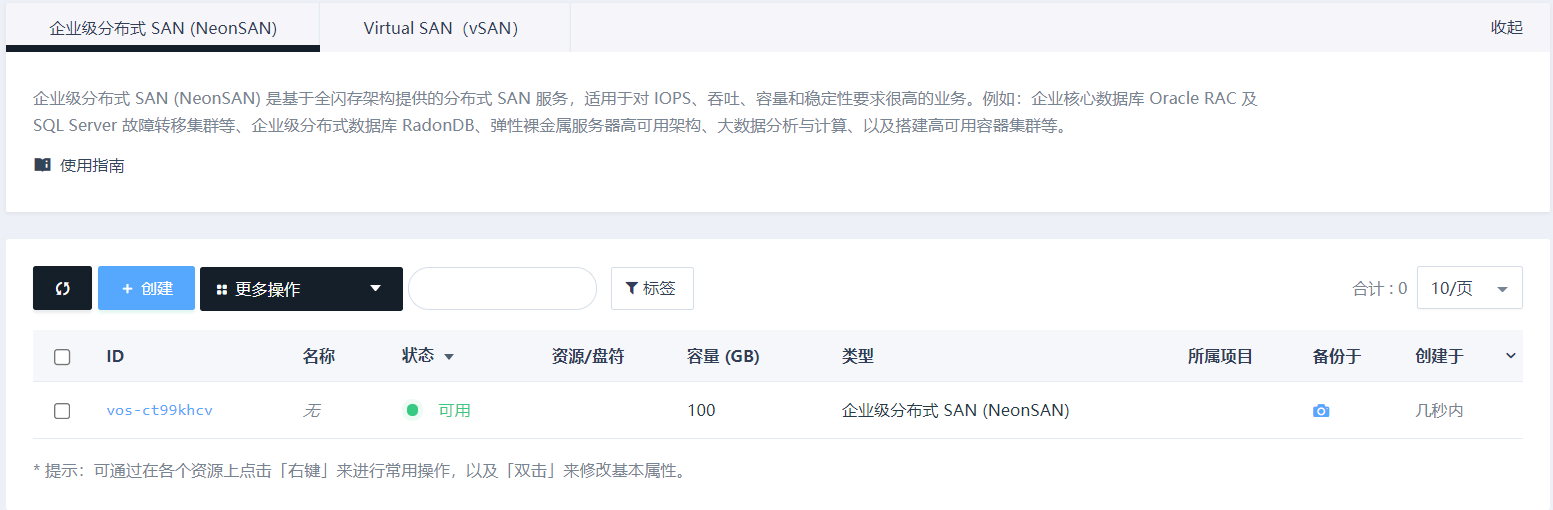 企业级分布式 SAN (NeonSAN) Virtual SAN（vSAN） 收起
企业级分布式 SAN (NeonSAN) 是基于全闪存架构提供的分布式 SAN 服务，适用于对 IOPS、吞吐、容量和稳定性要求很高的业务。例如：企业核心数据库 Oracle RAC 及
SQL Server 故障转移集群等、企业级分布式数据库 RadonDB、弹性裸金属服务器高可用架构、大数据分析与计算、以及搭建高可用容器集群等。
使用指南
+ 创建 更多操作 标签 合计 : 0 10/页
ID 名称 状态 资源/盘符 容量 (GB) 类型 所属项目 备份于 创建于
vos-ct99khcv 无 可用 100 企业级分布式 SAN (NeonSAN) 几秒内
* 提示：可通过在各个资源上点击「右键」来进行常用操作，以及「双击」来修改基本属性。